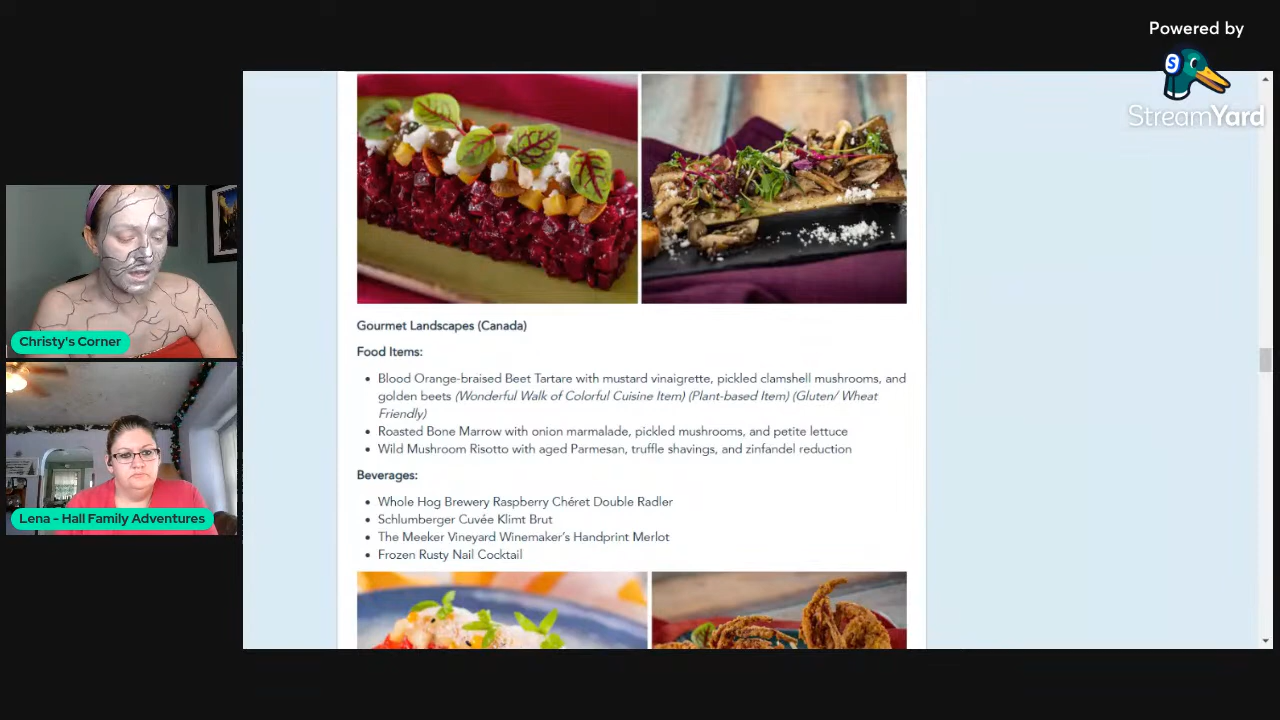 Powered by
StreamYard
Christy's Corner
Lena - Hall Family Adventures
Gourmet Landscapes (Canada)
Food Items:
• Blood Orange-braised Beet Tartare with mustard vinaigrette, pickled clamshell mushrooms, and
golden beets (Wonderful Walk of Colorful Cuisine Item) (Plant-based Item) (Gluten/ Wheat
Friendly)
• Roasted Bone Marrow with onion marmalade, pickled mushrooms, and petite lettuce
• Wild Mushroom Risotto with aged Parmesan, truffle shavings, and zinfandel reduction
Beverages:
• Whole Hog Brewery Raspberry Chéret Double Radler
• Schlumberger Cuvée Klimt Brut
• The Meeker Vineyard Winemaker's Handprint Merlot
• Frozen Rusty Nail Cocktail